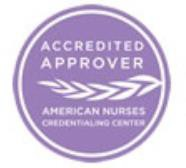 ACCREDITED
APPROVER
AMERICAN NURSES
CREDENTIALING CENTER